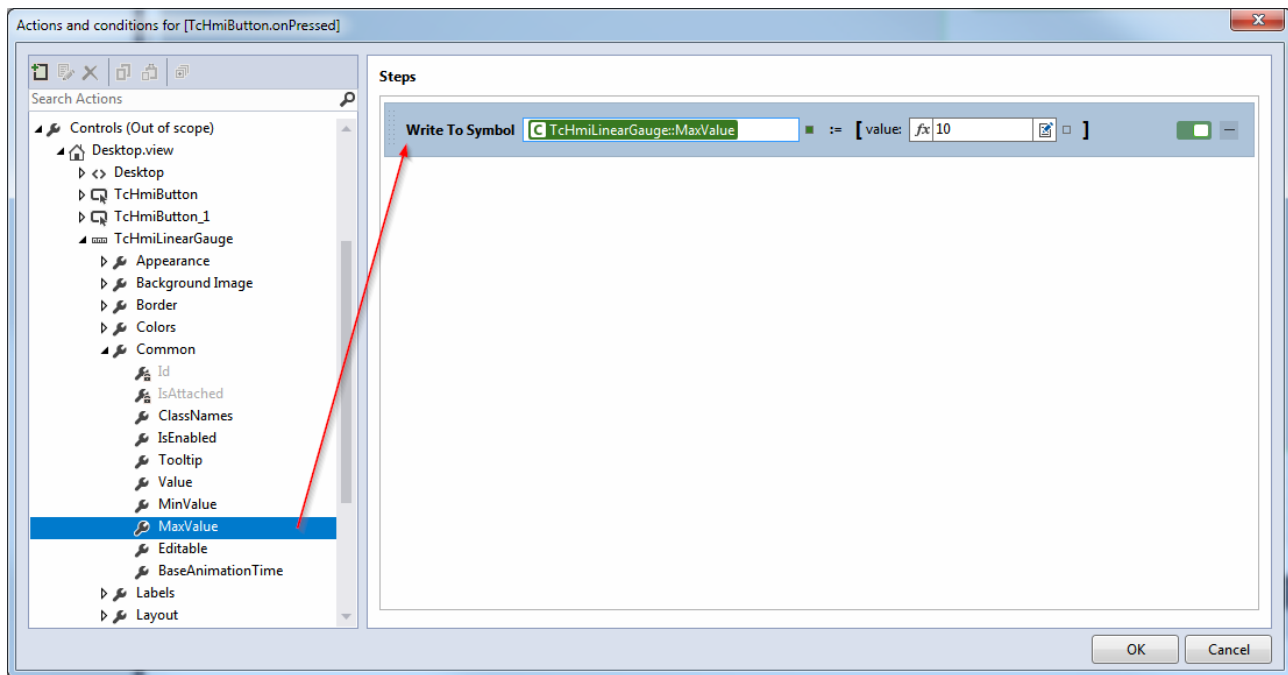 Actions and conditions for [TcHmiButton.onPressed]
Search Actions
Controls (Out of scope)
Desktop.view
Desktop
TcHmiButton
TcHmiButton_1
TcHmiLinearGauge
Appearance
Background Image
Border
Colors
Common
Id
IsAttached
ClassNames
IsEnabled
Tooltip
Value
MinValue
MaxValue
Editable
BaseAnimationTime
Labels
Layout
Steps
Write To Symbol C TcHmiLinearGauge::MaxValue := [ value: fx 10 ]
OK Cancel